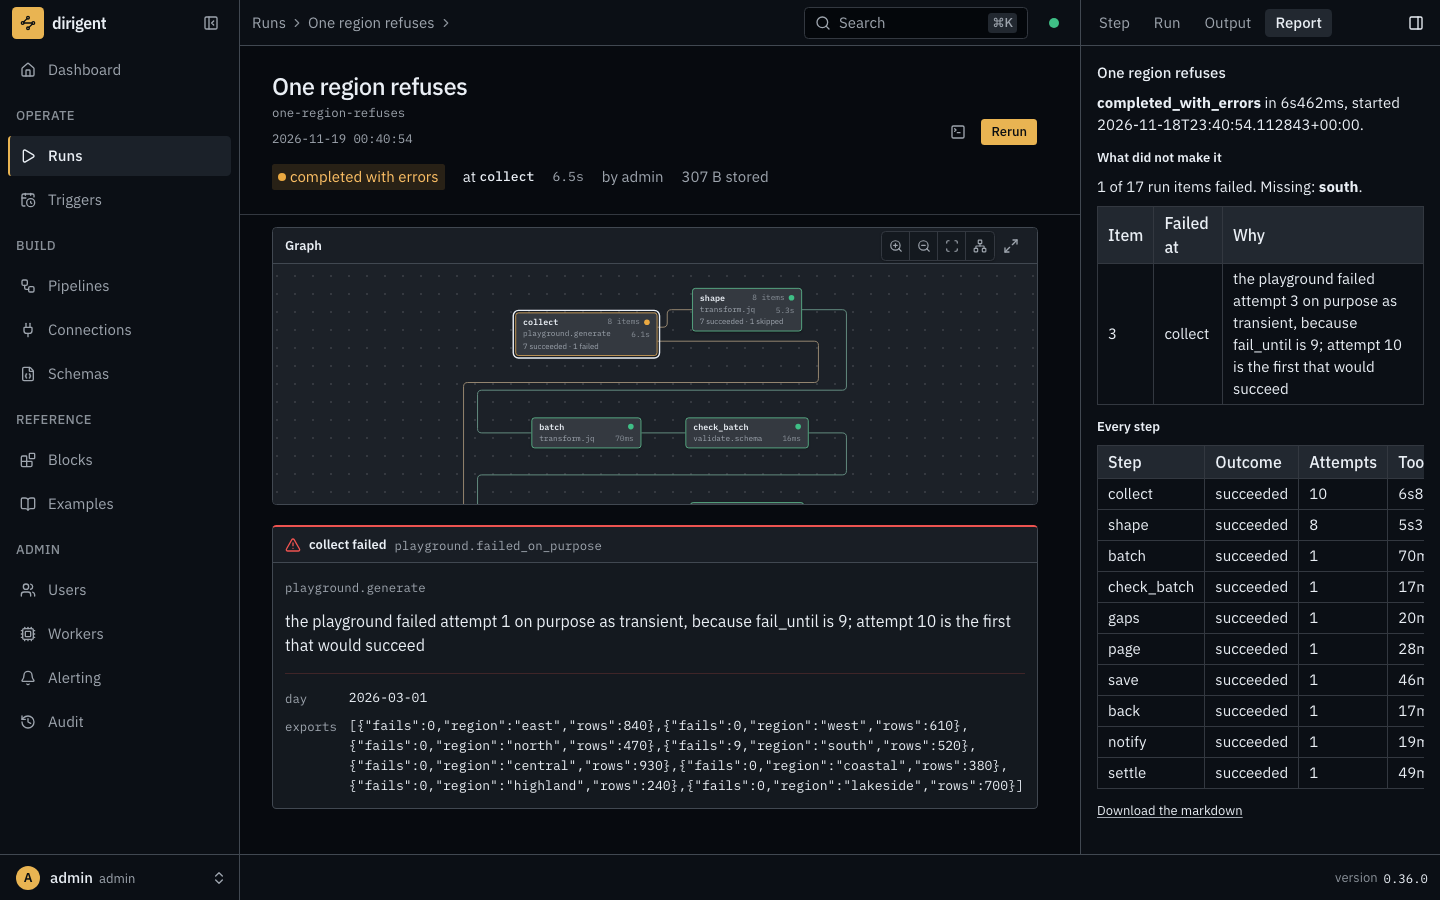 dirigent
Dashboard
OPERATE
Runs
Triggers
BUILD
Pipelines
Connections
Schemas
REFERENCE
Blocks
Examples
ADMIN
Users
Workers
Alerting
Audit
A admin admin
Runs > One region refuses >
Search ⌘K
One region refuses
one-region-refuses
2026-11-19 00:40:54
Rerun
completed with errors at collect 6.5s by admin 307 B stored
Graph
collect 8 items
playground.generate 6.1s
7 succeeded · 1 failed
shape 8 items
transform.jq 5.3s
7 succeeded · 1 skipped
batch
transform.jq 70ms
check_batch
validate.schema 16ms
collect failed playground.failed_on_purpose
playground.generate
the playground failed attempt 1 on purpose as transient, because fail_until is 9; attempt 10 is the first
that would succeed
day 2026-03-01
exports [{"fails":0,"region":"east","rows":840},{"fails":0,"region":"west","rows":610},
{"fails":0,"region":"north","rows":470},{"fails":9,"region":"south","rows":520},
{"fails":0,"region":"central","rows":930},{"fails":0,"region":"coastal","rows":380},
{"fails":0,"region":"highland","rows":240},{"fails":0,"region":"lakeside","rows":700}]
Step Run Output Report
One region refuses
completed_with_errors in 6s462ms, started
2026-11-18T23:40:54.112843+00:00.
What did not make it
1 of 17 run items failed. Missing: south.
Item Failed at Why
3 collect the playground failed
attempt 3 on purpose as
transient, because
fail_until is 9; attempt 10
is the first that would
succeed
Every step
Step Outcome Attempts Too
collect succeeded 10 6s8
shape succeeded 8 5s3
batch succeeded 1 70m
check_batch succeeded 1 17m
gaps succeeded 1 20m
page succeeded 1 28m
save succeeded 1 46m
back succeeded 1 17m
notify succeeded 1 19m
settle succeeded 1 49m
Download the markdown
version 0.36.0